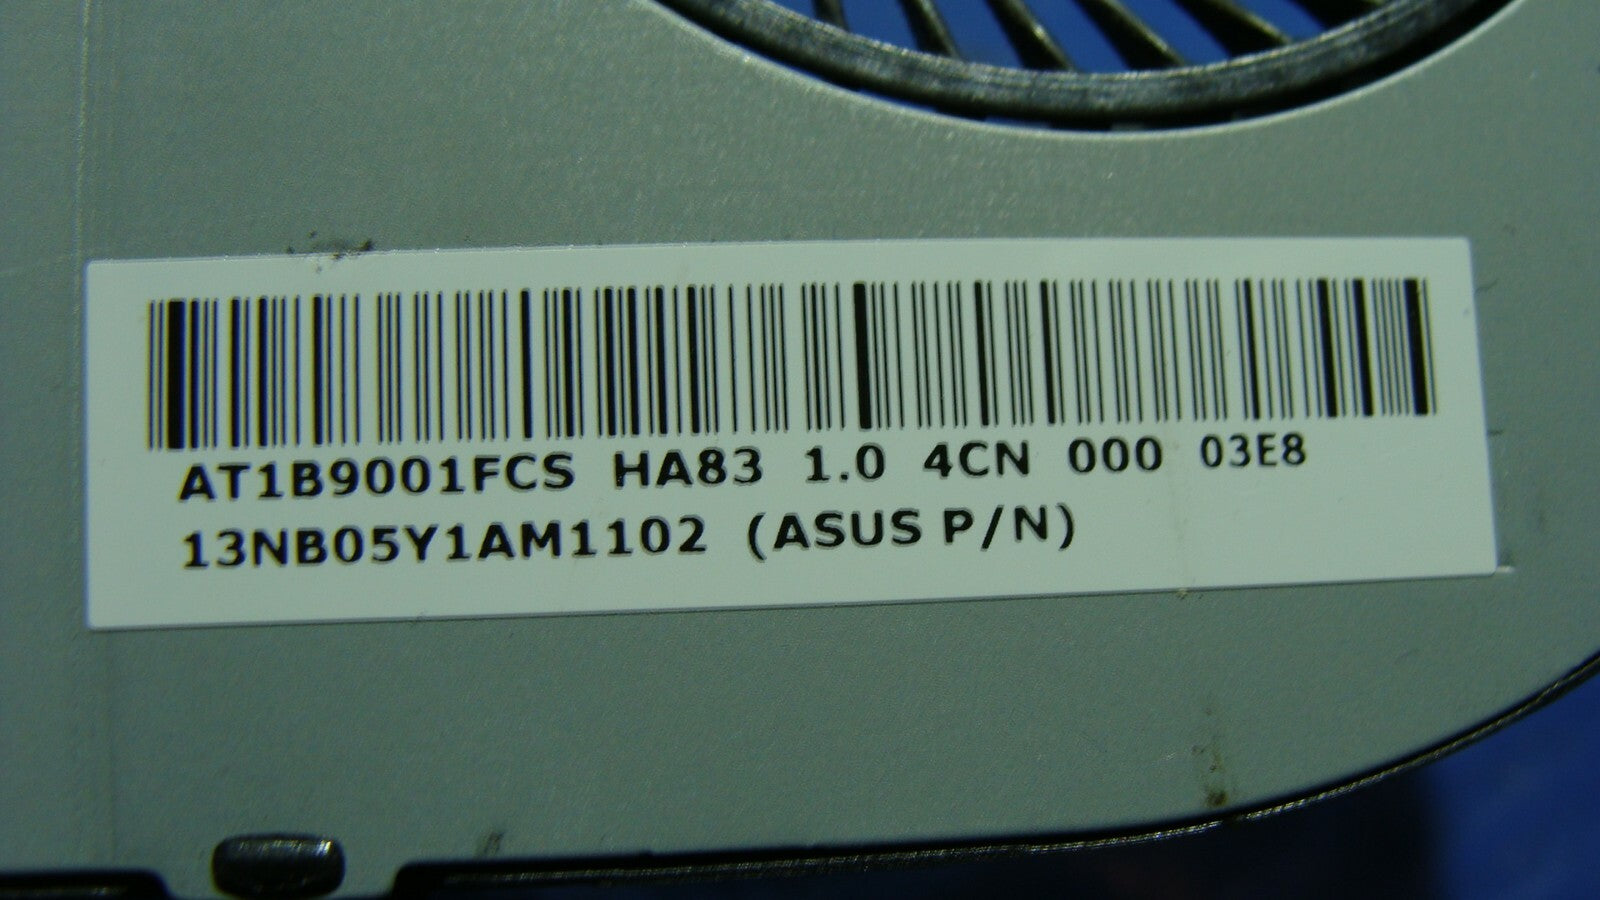 AT1B9001FCS HA83 1.0 4CN 000 03E8
13NB05Y1AM1102 (ASUS P/N)